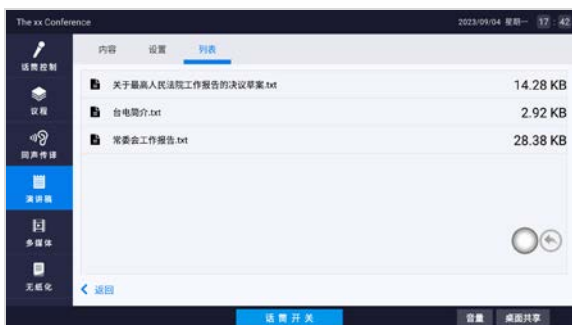 The xx Conference
2023/09/04 星期一 17 : 42
话筒控制
议程
同声传译
演讲稿
多媒体
无纸化
内容 设置 列表
关于最高人民法院工作报告的决议草案.txt 14.28 KB
台电简介.txt 2.92 KB
常委会工作报告.txt 28.38 KB
返回
话筒开关
音量 桌面共享